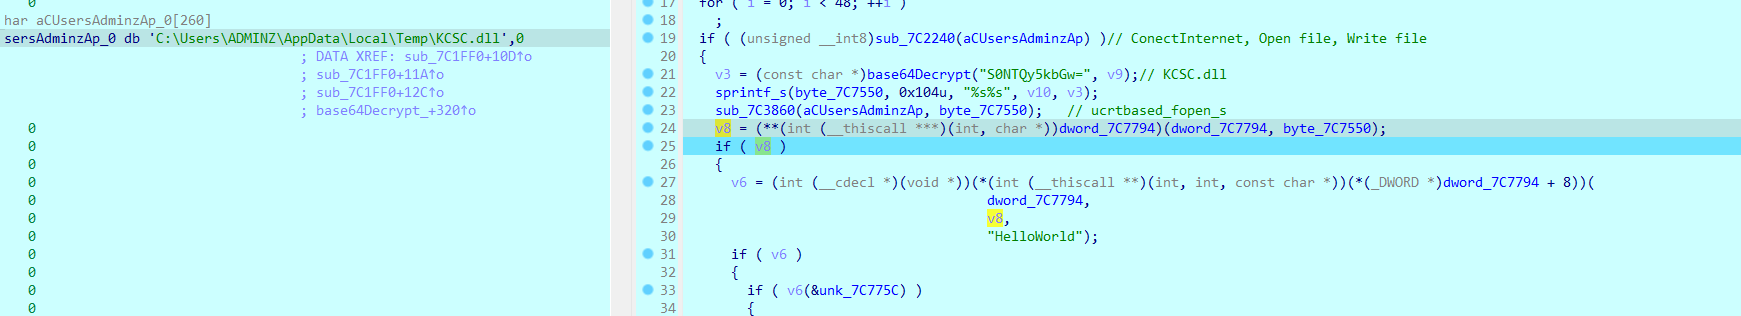 0
har aCUsersAdminzAp_0[260]
sersAdminzAp_0 db 'C:\Users\ADMINZ\AppData\Local\Temp\KCSC.dll',0
; DATA XREF: sub_7C1FF0+10D↑o
; sub_7C1FF0+11A↑o
; sub_7C1FF0+12C↑o
; base64Decrypt_+320↑o
0
0
0
0
0
0
0
0
0
0
0
17 for ( i = 0; i < 48; ++i )
18 ;
19 if ( (unsigned __int8)sub_7C2240(aCUsersAdminzAp) )// ConectInternet, Open file, Write file
20 {
21 v3 = (const char *)base64Decrypt("S0NTQy5kbGw=", v9);// KCSC.dll
22 sprintf_s(byte_7C7550, 0x104u, "%s%s", v10, v3);
23 sub_7C3860(aCUsersAdminzAp, byte_7C7550); // ucrtbased_fopen_s
24 v8 = (**(int (__thiscall ***)(int, char *))dword_7C7794)(dword_7C7794, byte_7C7550);
25 if ( v8 )
26 {
27 v6 = (int (__cdecl *)(void *))(*(int (__thiscall **)(int, int, const char *))(*(_DWORD *)dword_7C7794 + 8))(
28 dword_7C7794,
29 v8,
30 "HelloWorld");
31 if ( v6 )
32 {
33 if ( v6(&unk_7C775C) )
34 {